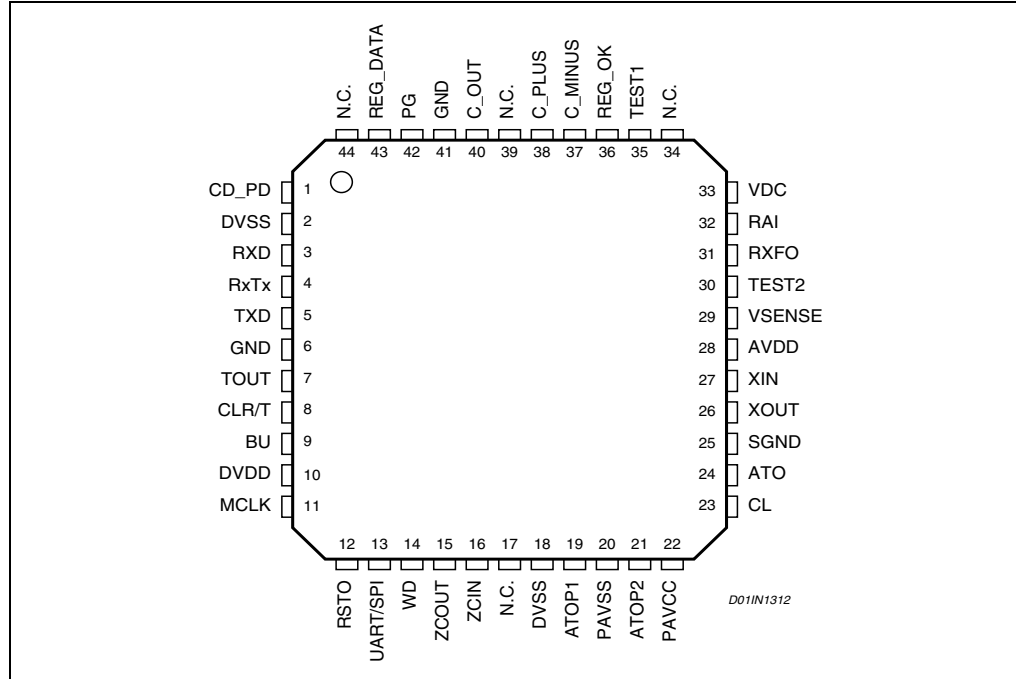 N.C. REG_DATA PG GND C_OUT N.C. C_PLUS C_MINUS REG_OK TEST1 N.C.
44 43 42 41 40 39 38 37 36 35 34
CD_PD 1 33 VDC
DVSS 2 32 RAI
RXD 3 31 RXFO
RxTx 4 30 TEST2
TXD 5 29 VSENSE
GND 6 28 AVDD
TOUT 7 27 XIN
CLR/T 8 26 XOUT
BU 9 25 SGND
DVDD 10 24 ATO
MCLK 11 23 CL
12 13 14 15 16 17 18 19 20 21 22
RSTO UART/SPI WD ZCOUT ZCIN N.C. DVSS ATOP1 PAVSS ATOP2 PAVCC
D01IN1312